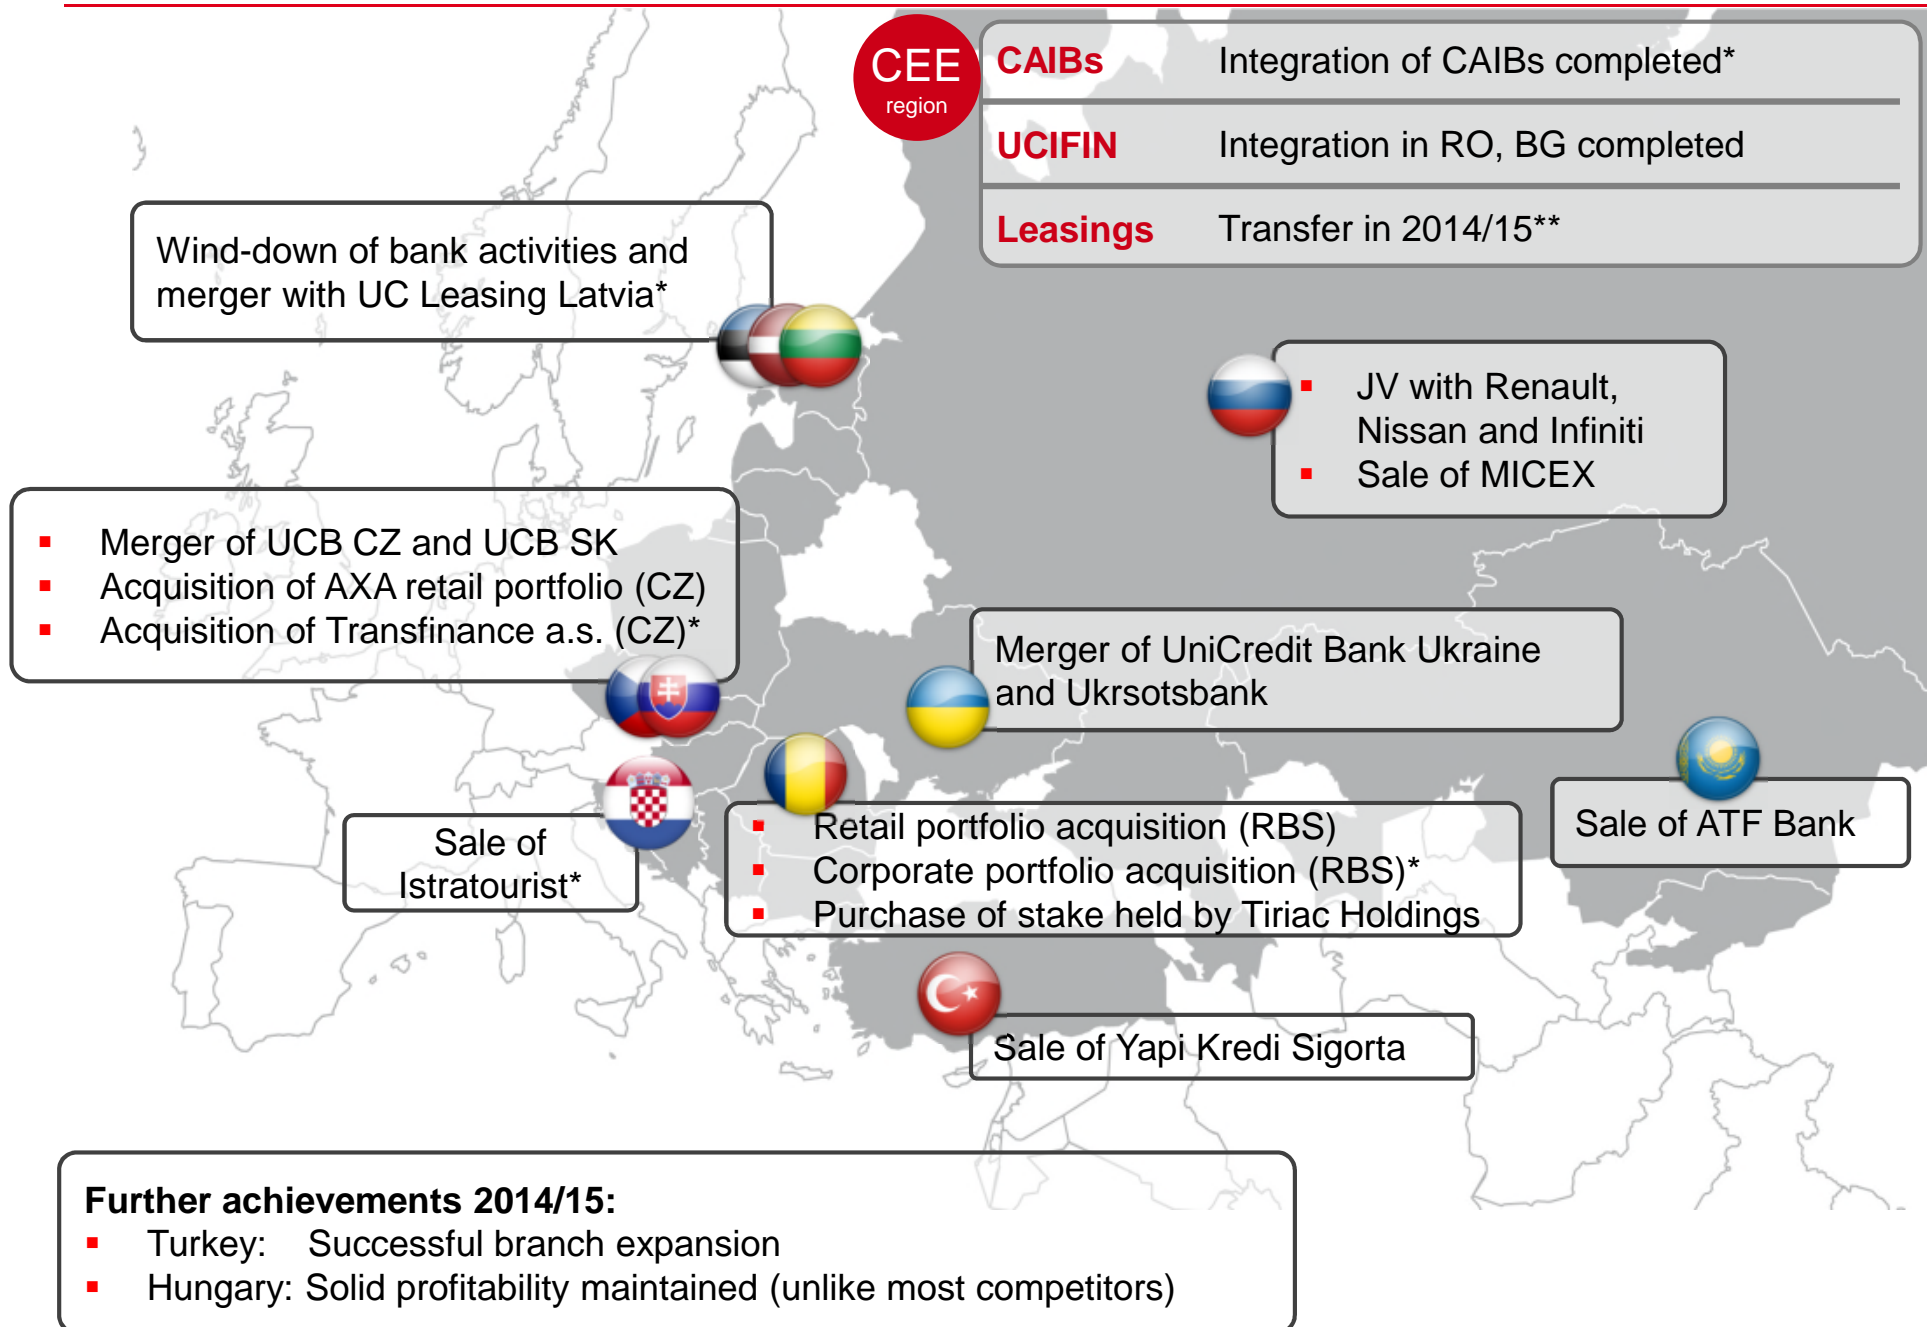 CEE
region
CAIBs Integration of CAIBs completed*
UCIFIN Integration in RO, BG completed
Leasings Transfer in 2014/15**
Wind-down of bank activities and
merger with UC Leasing Latvia*
▪ JV with Renault,
Nissan and Infiniti
▪ Sale of MICEX
▪ Merger of UCB CZ and UCB SK
▪ Acquisition of AXA retail portfolio (CZ)
▪ Acquisition of Transfinance a.s. (CZ)*
Merger of UniCredit Bank Ukraine
and Ukrsotsbank
Sale of
Istratourist*
▪ Retail portfolio acquisition (RBS)
▪ Corporate portfolio acquisition (RBS)*
▪ Purchase of stake held by Tiriac Holdings
Sale of ATF Bank
Sale of Yapi Kredi Sigorta
Further achievements 2014/15:
▪ Turkey: Successful branch expansion
▪ Hungary: Solid profitability maintained (unlike most competitors)